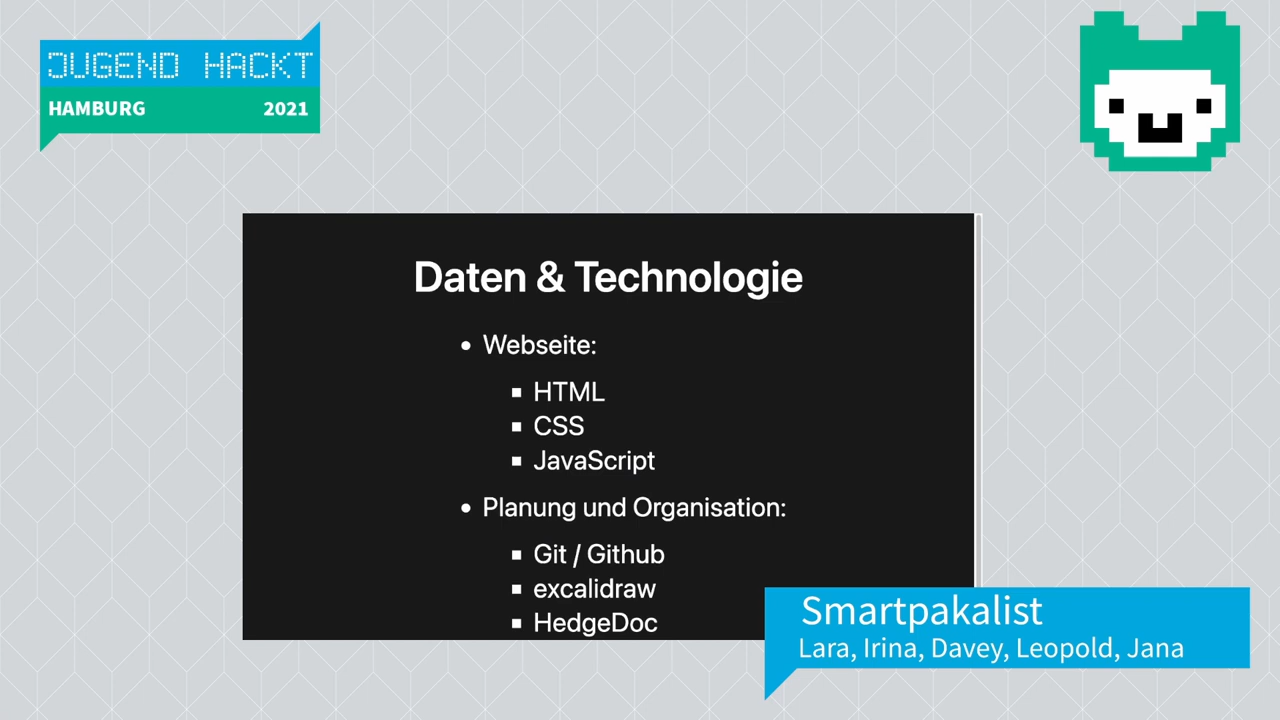 JUGEND HACKT
HAMBURG 2021
Daten & Technologie
• Webseite:
▪ HTML
▪ CSS
▪ JavaScript
• Planung und Organisation:
▪ Git / Github
▪ excalidraw
▪ HedgeDoc
Smartpakalist
Lara, Irina, Davey, Leopold, Jana